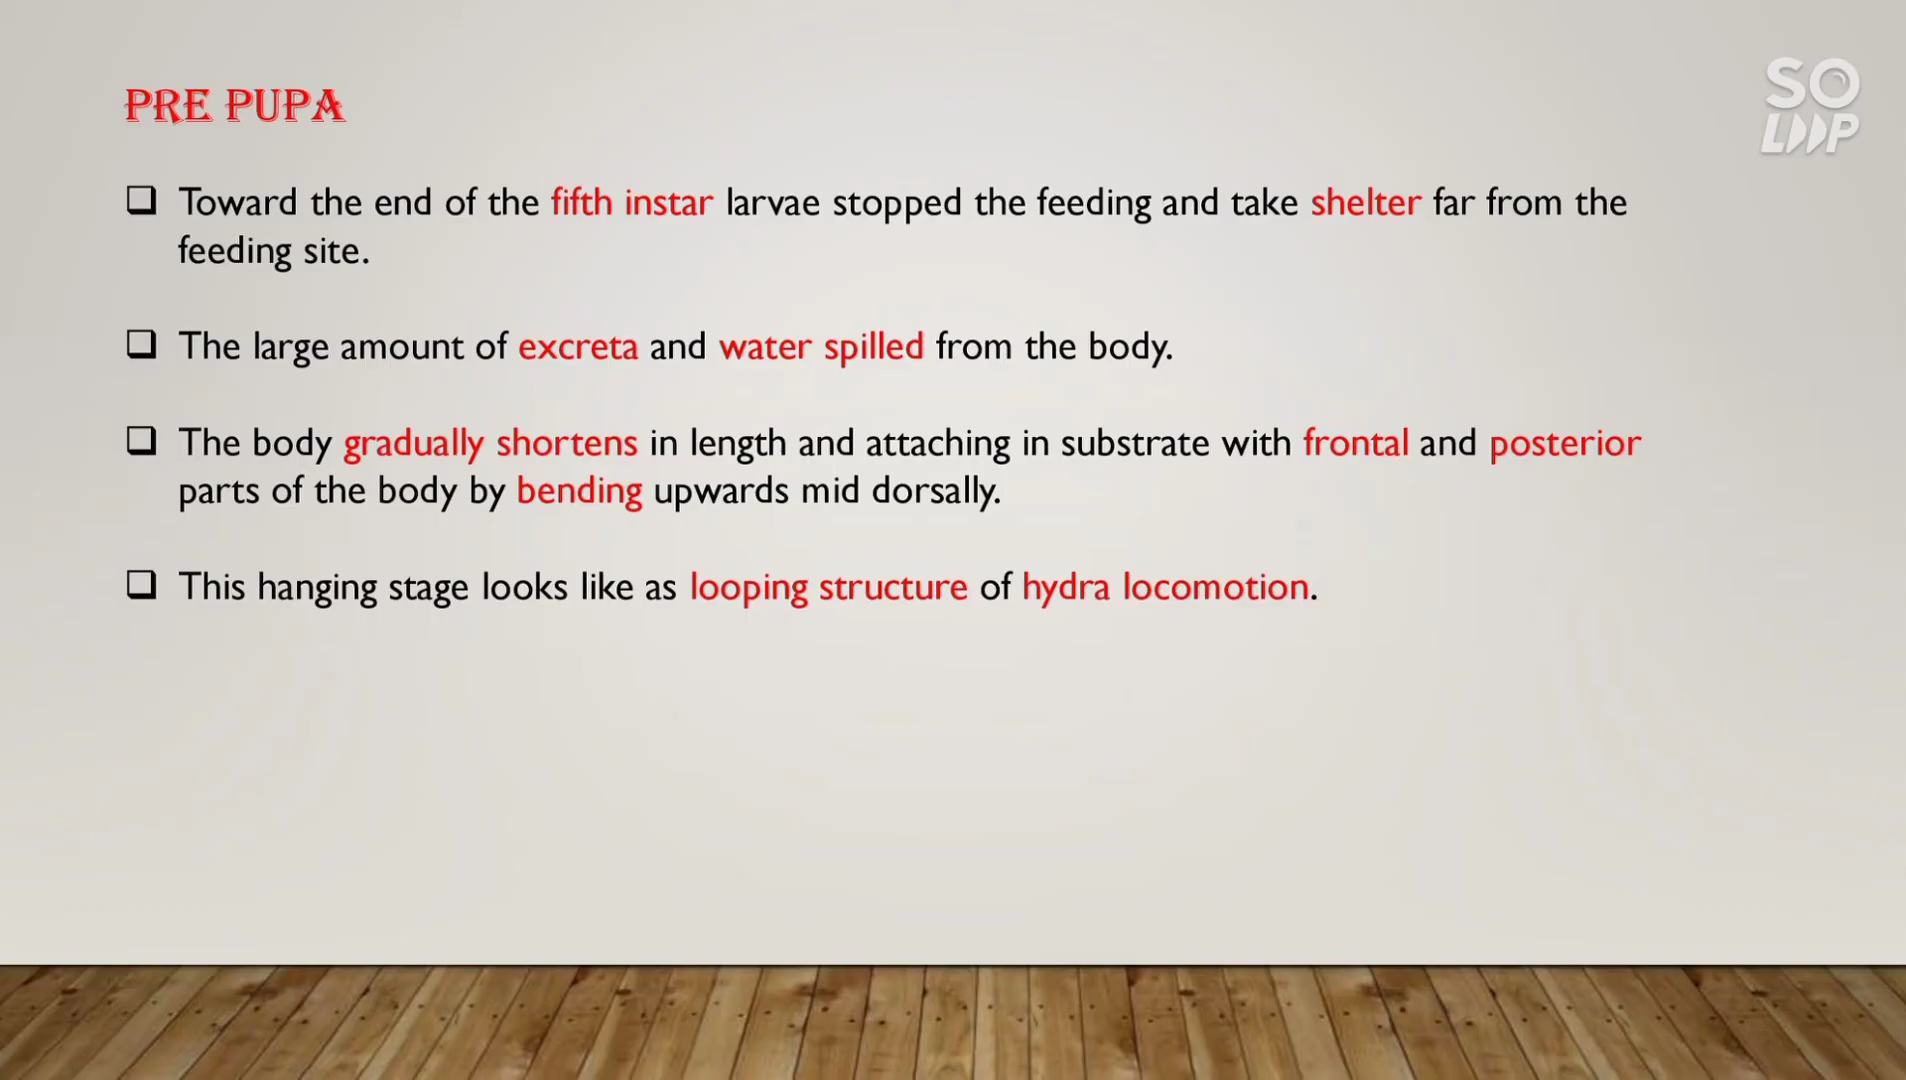 PRE PUPA
SO
LOOP
Toward the end of the fifth instar larvae stopped the feeding and take shelter far from the
feeding site.
The large amount of excreta and water spilled from the body.
The body gradually shortens in length and attaching in substrate with frontal and posterior
parts of the body by bending upwards mid dorsally.
This hanging stage looks like as looping structure of hydra locomotion.